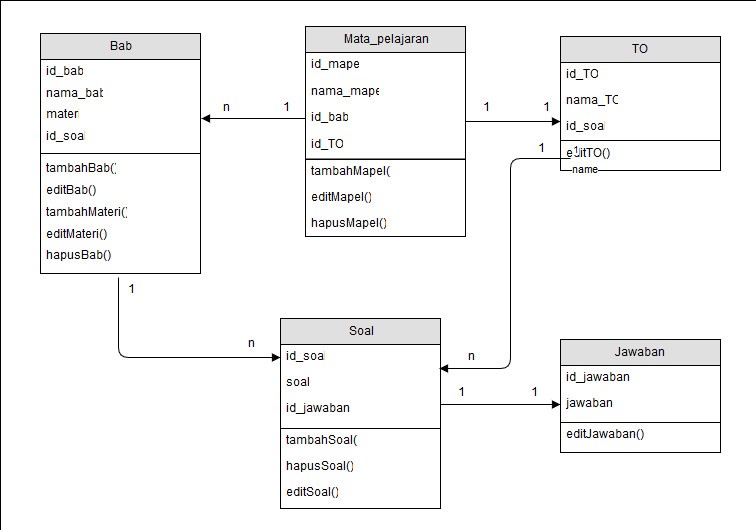 Bab
id_bab
nama_bab
materi
id_soal
tambahBab()
editBab()
tambahMateri()
editMateri()
hapusBab()
Mata_pelajaran
id_mape
nama_mape
id_bab
id_TO
tambahMapel(
editMapel()
hapusMapel()
TO
id_TO
nama_TO
id_soal
editTO()
name
n
1
1
1
1
1
1
n
n
Soal
id_soal
soal
id_jawaban
tambahSoal(
hapusSoal()
editSoal()
1
1
Jawaban
id_jawaban
jawaban
editJawaban()